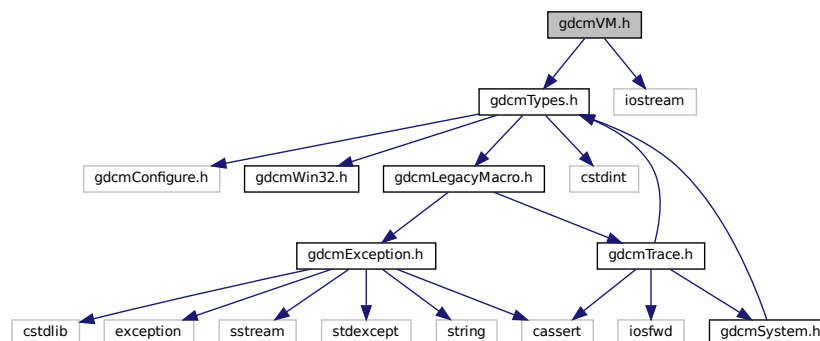 gdcmVM.h
gdcmTypes.h
iostream
gdcmConfigure.h
gdcmWin32.h
gdcmLegacyMacro.h
cstdint
gdcmException.h
gdcmTrace.h
cstdlib
exception
sstream
stdexcept
string
cassert
iosfwd
gdcmSystem.h